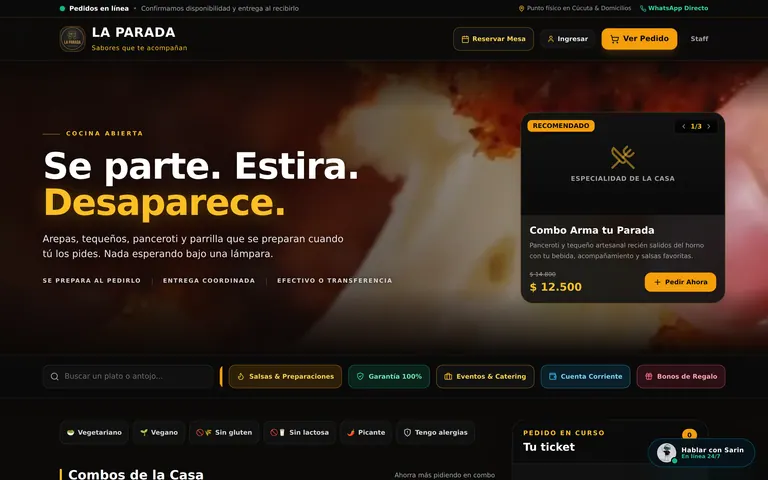 Pedidos en línea • Confirmamos disponibilidad y entrega al recibirlo
Punto físico en Cúcuta & Domicilios
WhatsApp Directo
LA PARADA
Sabores que te acompañan
Reservar Mesa
Ingresar
Ver Pedido
Staff
COCINA ABIERTA
Se parte. Estira.
Desaparece.
Arepas, tequeños, panceroti y parrilla que se preparan cuando
tú los pides. Nada esperando bajo una lámpara.
SE PREPARA AL PEDIRLO
ENTREGA COORDINADA
EFECTIVO O TRANSFERENCIA
RECOMENDADO
1/3
ESPECIALIDAD DE LA CASA
Combo Arma tu Parada
Panceroti y tequeño artesanal recién salidos del horno
con tu bebida, acompañamiento y salsas favoritas.
$ 14.890
$ 12.500
Pedir Ahora
Buscar un plato o antojo...
Salsas & Preparaciones
Garantía 100%
Eventos & Catering
Cuenta Corriente
Bonos de Regalo
Vegetariano
Vegano
Sin gluten
Sin lactosa
Picante
Tengo alergias
PEDIDO EN CURSO
0
Tu ticket
Hablar con Sarin
En línea 24/7
Combos de la Casa
Ahorra más pidiendo en combo